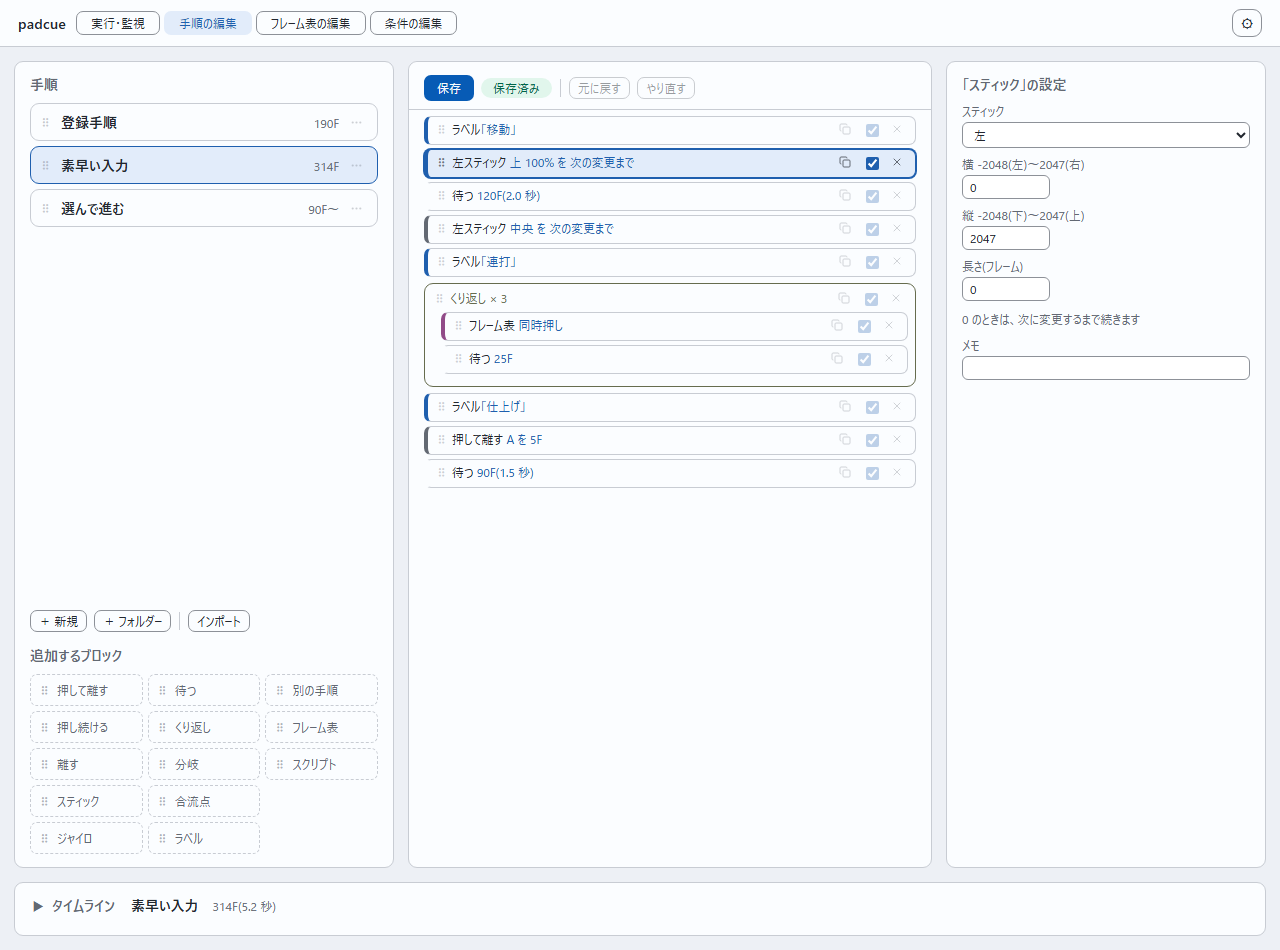 padcue 実行・監視 手順の編集 フレーム表の編集 条件の編集
手順
登録手順 190F
素早い入力 314F
選んで進む 90F〜
+ 新規 + フォルダー インポート
追加するブロック
押して離す 待つ 別の手順
押し続ける くり返し フレーム表
離す 分岐 スクリプト
スティック 合流点
ジャイロ ラベル
保存 保存済み 元に戻す やり直す
ラベル「移動」
左スティック 上 100% を 次の変更まで
待つ 120F(2.0 秒)
左スティック 中央 を 次の変更まで
ラベル「連打」
くり返し × 3
フレーム表 同時押し
待つ 25F
ラベル「仕上げ」
押して離す A を 5F
待つ 90F(1.5 秒)
「スティック」の設定
スティック
左
横 -2048(左)〜2047(右)
0
縦 -2048(下)〜2047(上)
2047
長さ(フレーム)
0
0 のときは、次に変更するまで続きます
メモ
▶ タイムライン 素早い入力 314F(5.2 秒)